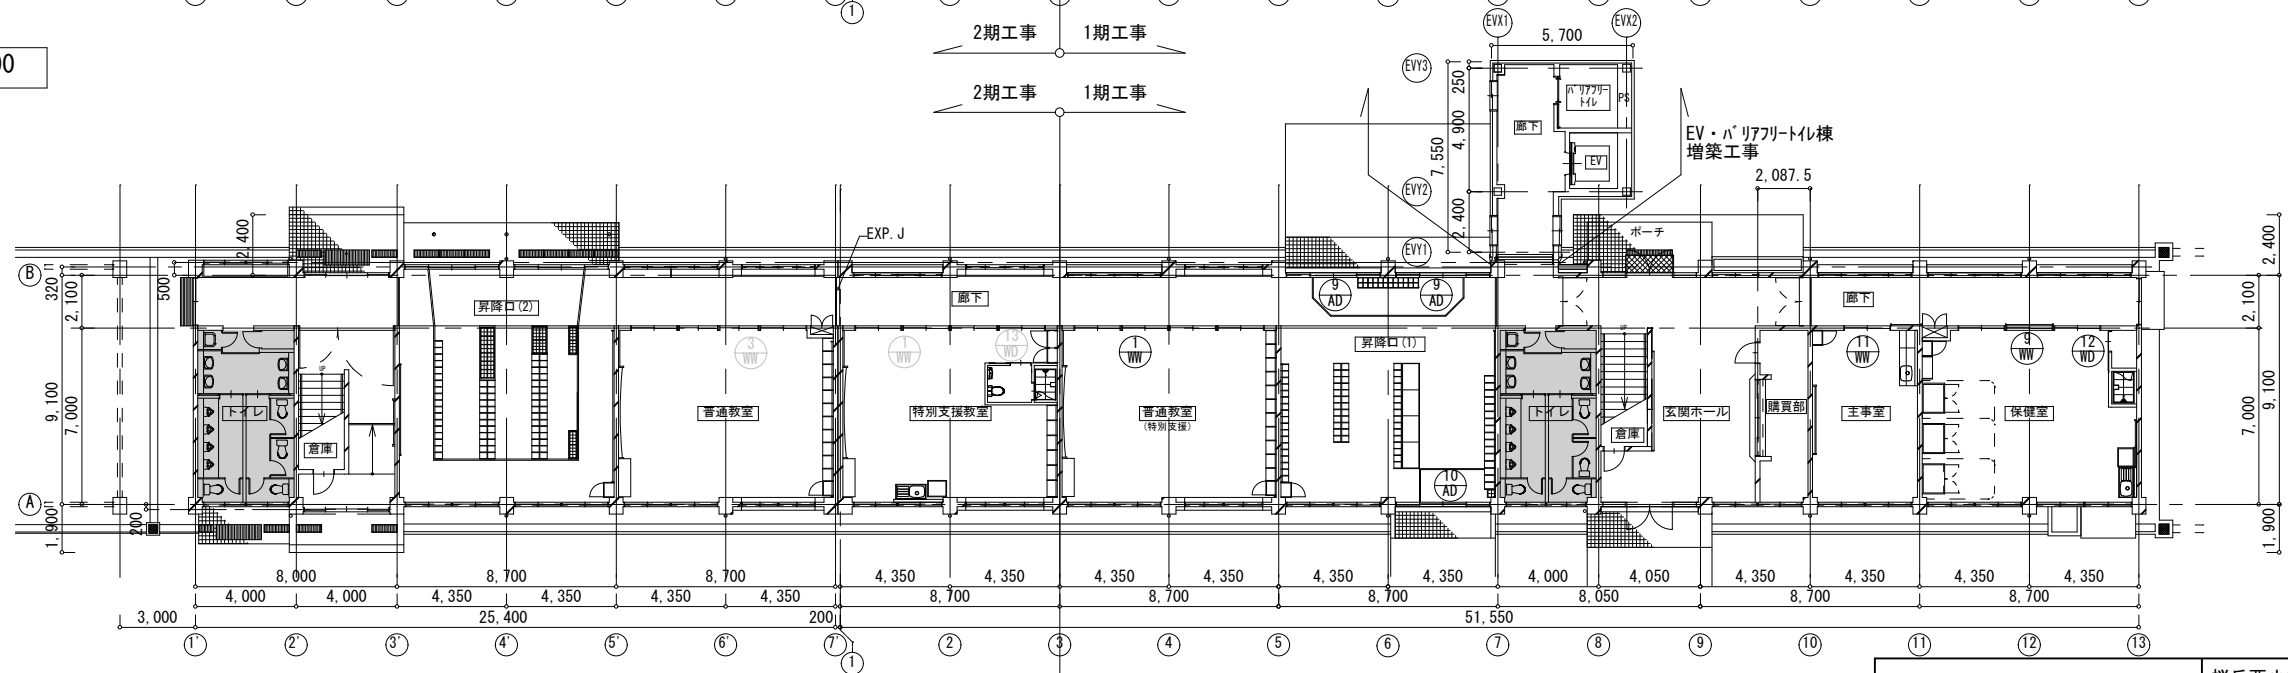 00
2期工事 1期工事
2期工事 1期工事
1
EVX1 EVX2
5,700
EVY3
EVY2
EVY1
250
4,900
7,550
2,400
バリアフリー
トイレ
PS
廊下
EV
EV・バリアフリートイレ棟
増築工事
2,087.5
ポーチ
EXP.J
2,400
500
B
320
2,100
9,100
7,000
A
1,900
200
昇降口(2)
廊下
9
AD
9
AD
昇降口(1)
廊下
3
WW
1
WW
13
WD
1
WW
11
WW
9
WW
12
WD
UP
UP
トイレ
倉庫
普通教室
特別支援教室
普通教室
(特別支援)
10
AD
トイレ
倉庫
玄関ホール
購買部
主事室
保健室
2,400
2,100
9,100
7,000
1,900
8,000 8,700 8,700 4,350 4,350 4,350 4,350 4,350 4,350 4,000 4,050 4,350 4,350 4,350 4,350
4,000 4,000 4,350 4,350 4,350 4,350 8,700 8,700 8,700 8,050 8,700 8,700
3,000 25,400 200 51,550
1' 2' 3' 4' 5' 6' 7' 1 2 3 4 5 6 7 8 9 10 11 12 13